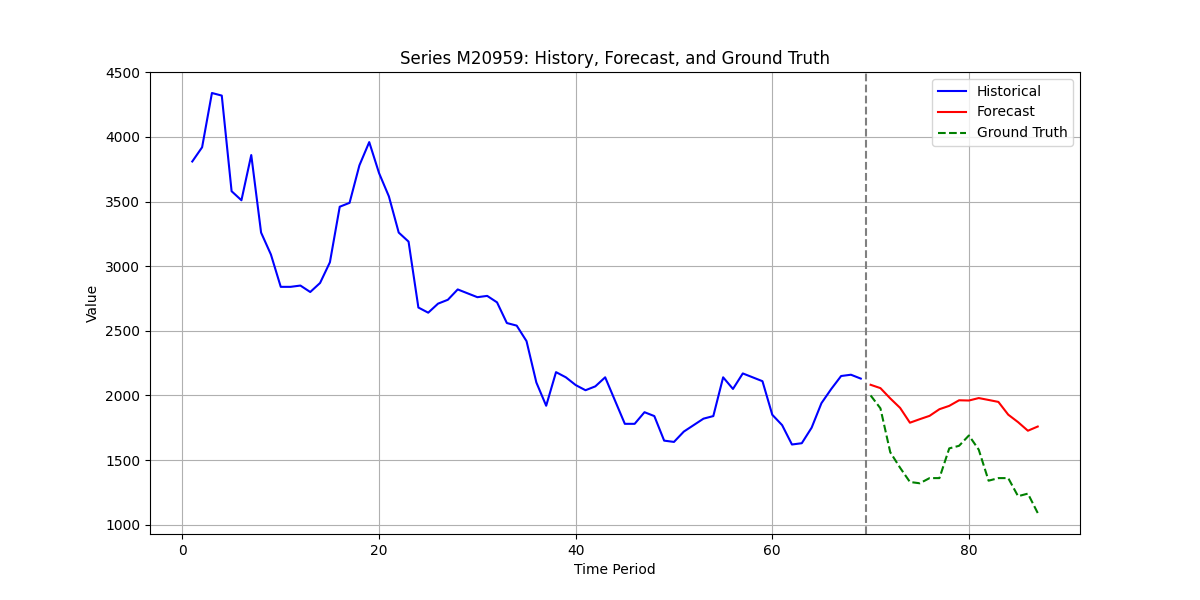 Series M20959: History, Forecast, and Ground Truth
4500
4000
3500
3000
2500
2000
1500
1000
Value
Historical
Forecast
Ground Truth
0
20
40
60
80
Time Period